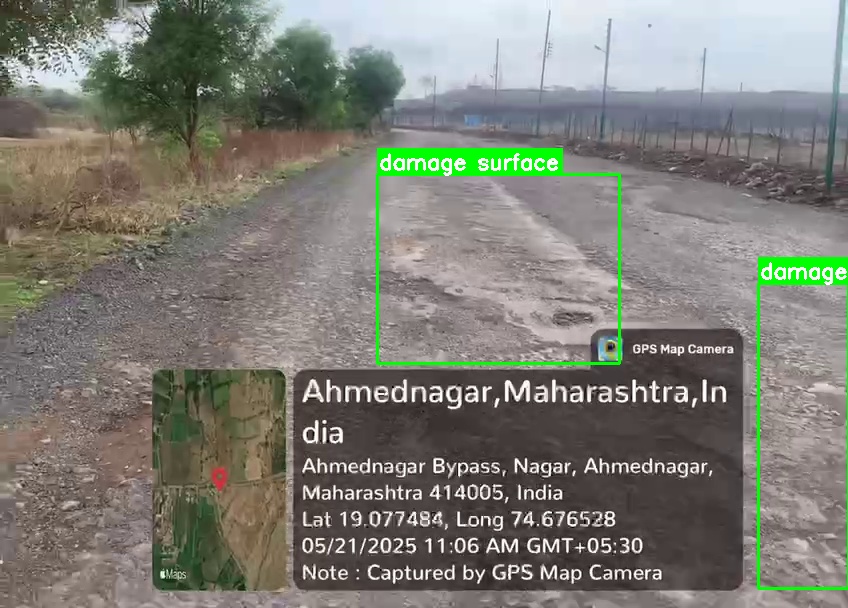 damage surface
damage
GPS Map Camera
Ahmednagar,Maharashtra,In
dia
Ahmednagar Bypass, Nagar, Ahmednagar,
Maharashtra 414005, India
Lat 19.077484, Long 74.676528
05/21/2025 11:06 AM GMT+05:30
Note : Captured by GPS Map Camera
Maps